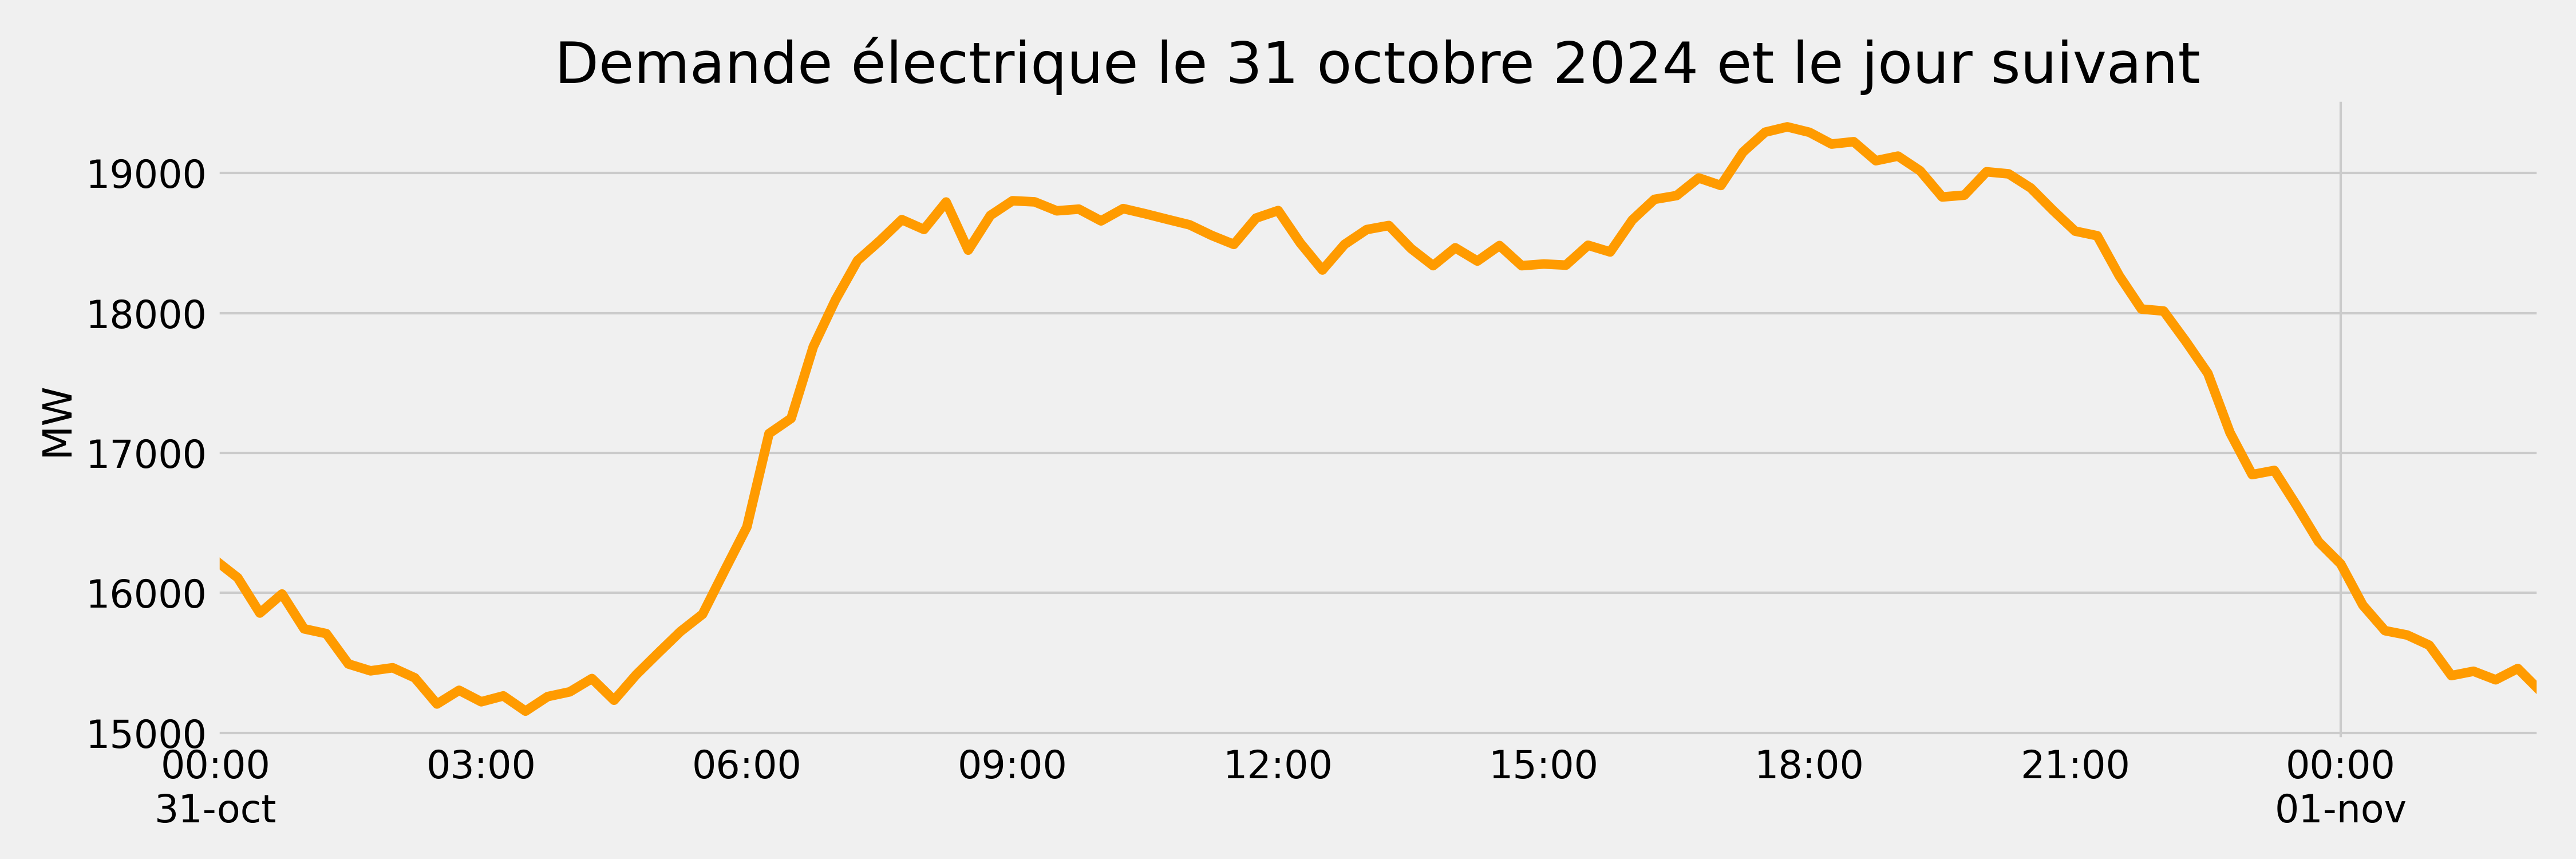 Demande électrique le 31 octobre 2024 et le jour suivant
MW
19000
18000
17000
16000
15000
00:00 03:00 06:00 09:00 12:00 15:00 18:00 21:00 00:00
31-oct 01-nov